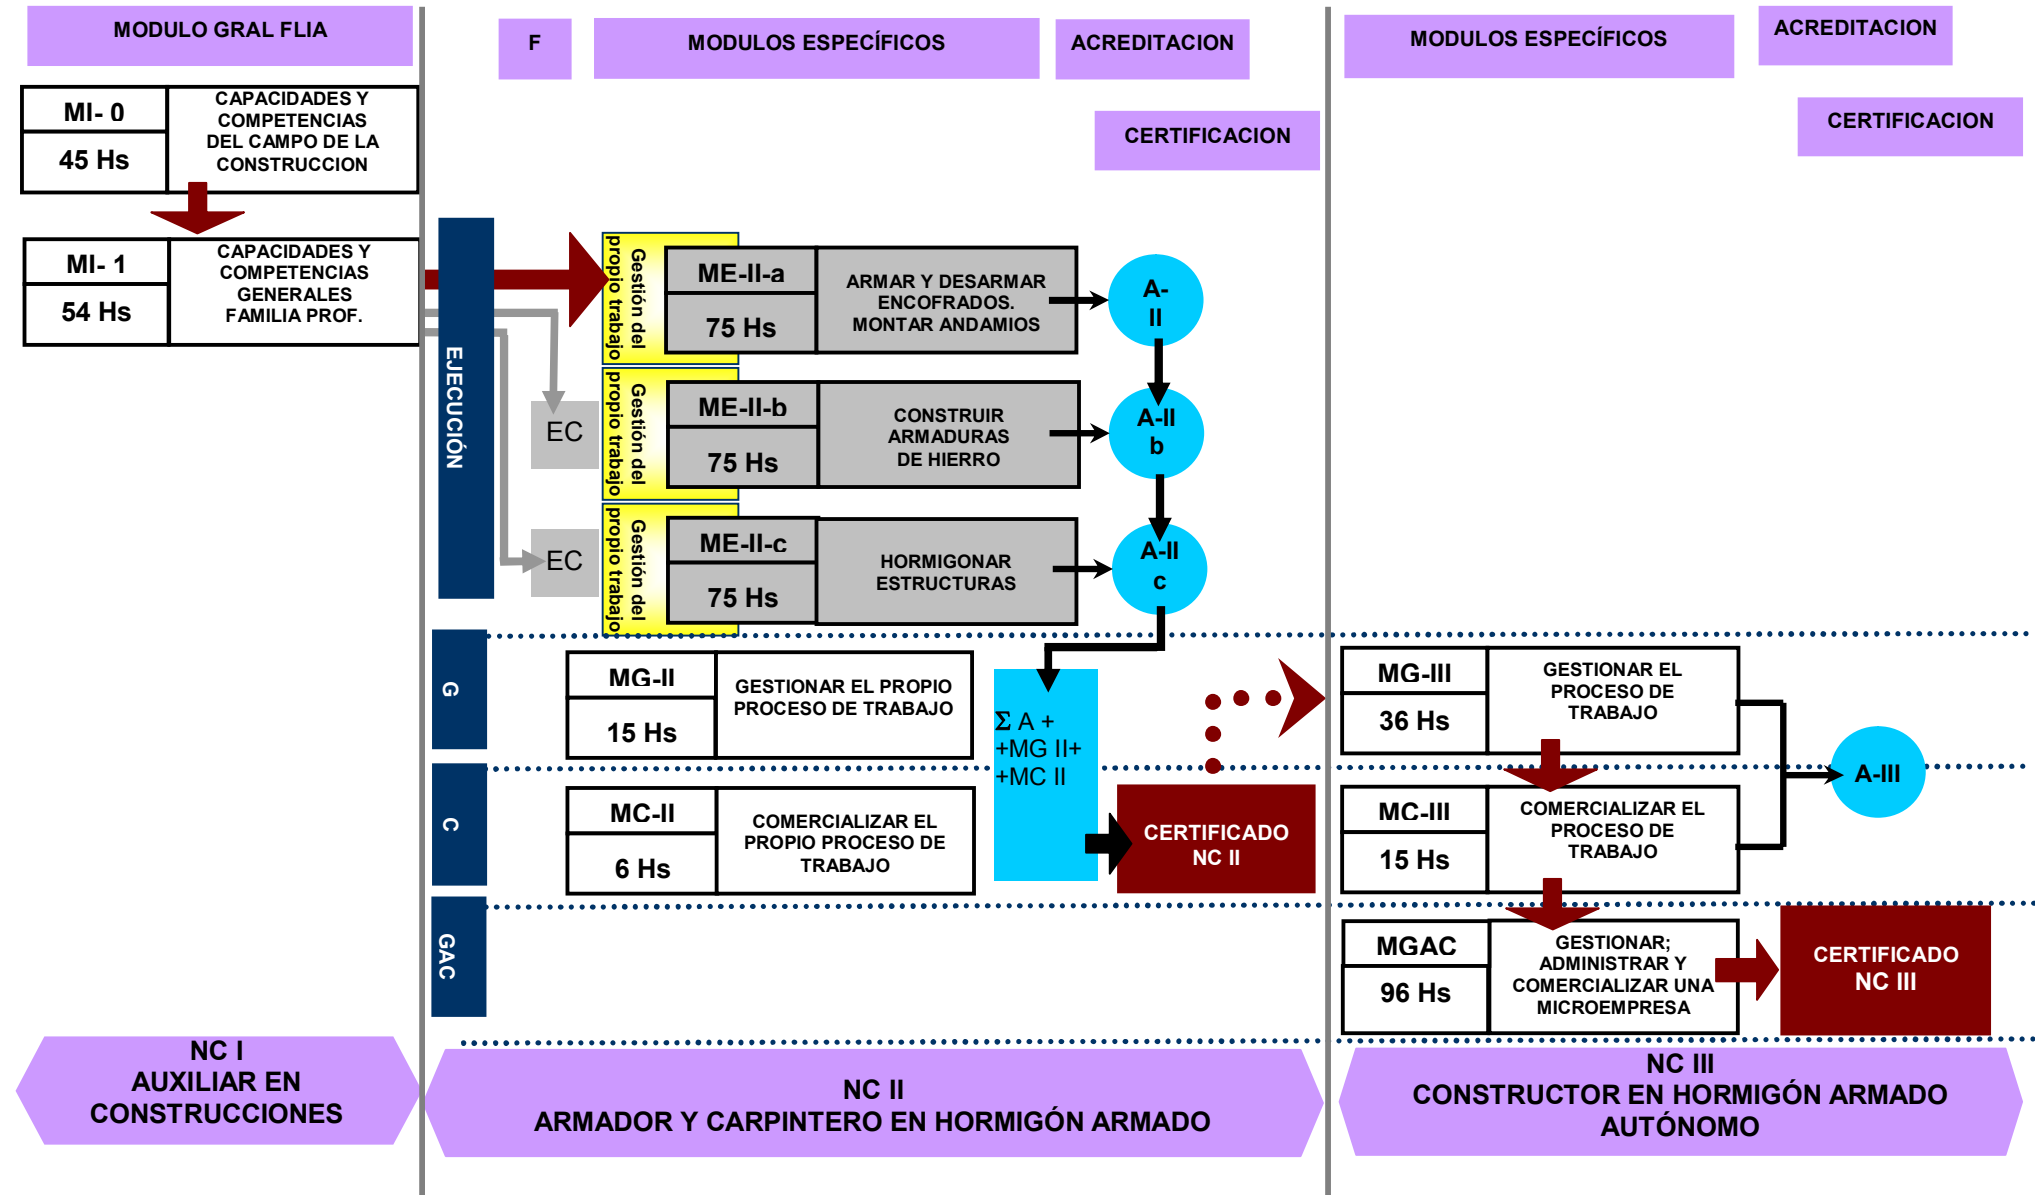 MODULO GRAL FLIA
F
MODULOS ESPECÍFICOS
ACREDITACION
CERTIFICACION
MODULOS ESPECÍFICOS
ACREDITACION
CERTIFICACION
MI- 0
45 Hs
CAPACIDADES Y
COMPETENCIAS
DEL CAMPO DE LA
CONSTRUCCION
MI- 1
54 Hs
CAPACIDADES Y
COMPETENCIAS
GENERALES
FAMILIA PROF.
EJECUCIÓN
Gestión del
propio trabajo
ME-II-a
75 Hs
ARMAR Y DESARMAR
ENCOFRADOS.
MONTAR ANDAMIOS
A-
II
EC
Gestión del
propio trabajo
ME-II-b
75 Hs
CONSTRUIR
ARMADURAS
DE HIERRO
A-II
b
EC
Gestión del
propio trabajo
ME-II-c
75 Hs
HORMIGONAR
ESTRUCTURAS
A-II
c
G
MG-II
15 Hs
GESTIONAR EL PROPIO
PROCESO DE TRABAJO
Σ A +
+MG II+
+MC II
C
MC-II
6 Hs
COMERCIALIZAR EL
PROPIO PROCESO DE
TRABAJO
CERTIFICADO
NC II
GAC
MG-III
36 Hs
GESTIONAR EL
PROCESO DE
TRABAJO
MC-III
15 Hs
COMERCIALIZAR EL
PROCESO DE
TRABAJO
A-III
MGAC
96 Hs
GESTIONAR;
ADMINISTRAR Y
COMERCIALIZAR UNA
MICROEMPRESA
CERTIFICADO
NC III
NC I
AUXILIAR EN
CONSTRUCCIONES
NC II
ARMADOR Y CARPINTERO EN HORMIGÓN ARMADO
NC III
CONSTRUCTOR EN HORMIGÓN ARMADO
AUTÓNOMO